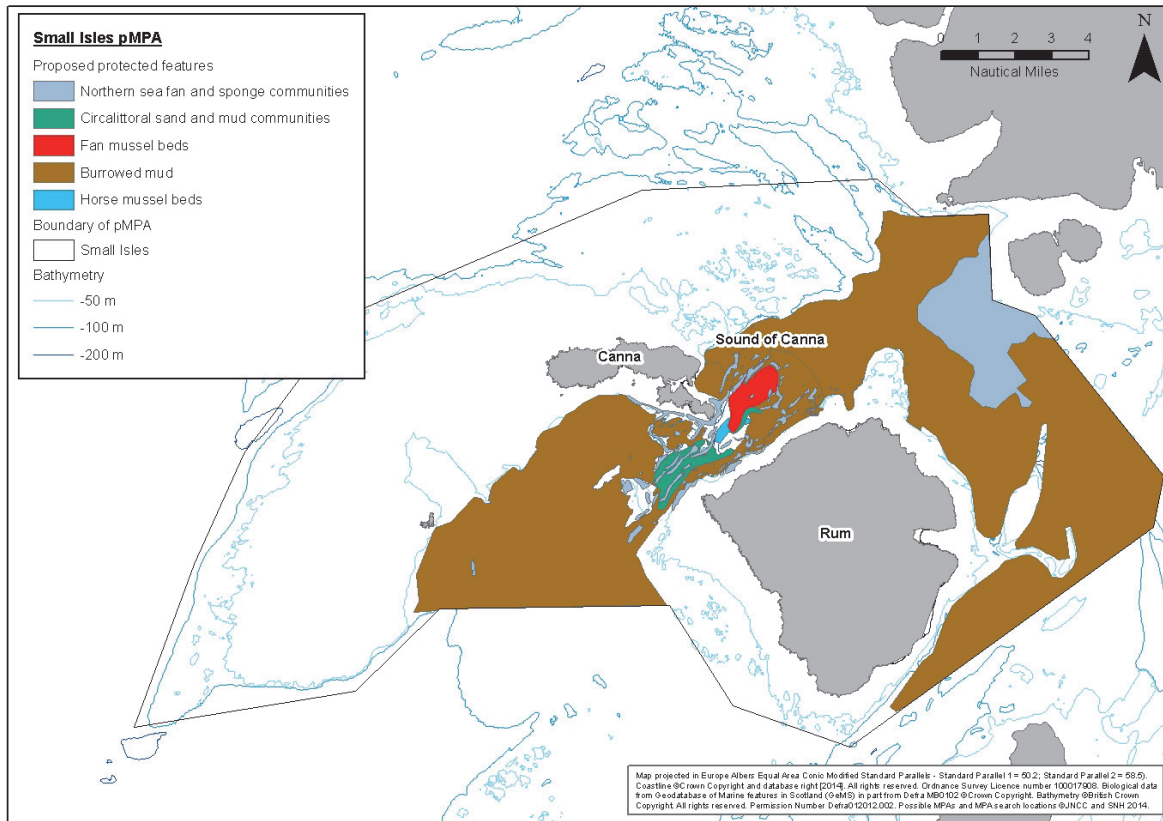 Small Isles pMPA
Proposed protected features
Northern sea fan and sponge communities
Circalittoral sand and mud communities
Fan mussel beds
Burrowed mud
Horse mussel beds
Boundary of pMPA
Small Isles
Bathymetry
-50 m
-100 m
-200 m
N
0 1 2 3 4
Nautical Miles
Sound of Canna
Canna
Rum
Map projected in Europe Albers Equal Area Conic Modified Standard Parallels - Standard Parallel 1 = 50.2; Standard Parallel 2 = 58.5).
Coastline ©Crown Copyright and database right [2014]. All rights reserved. Ordnance Survey Licence number 100017908. Biological data
from Geodatabase of Marine features in Scotland (GeMS) in part from Defra MB0102 ©Crown Copyright. Bathymetry ©British Crown
Copyright. All rights reserved. Permission Number Defra012012.002. Possible MPAs and MPA search locations ©JNCC and SNH 2014.